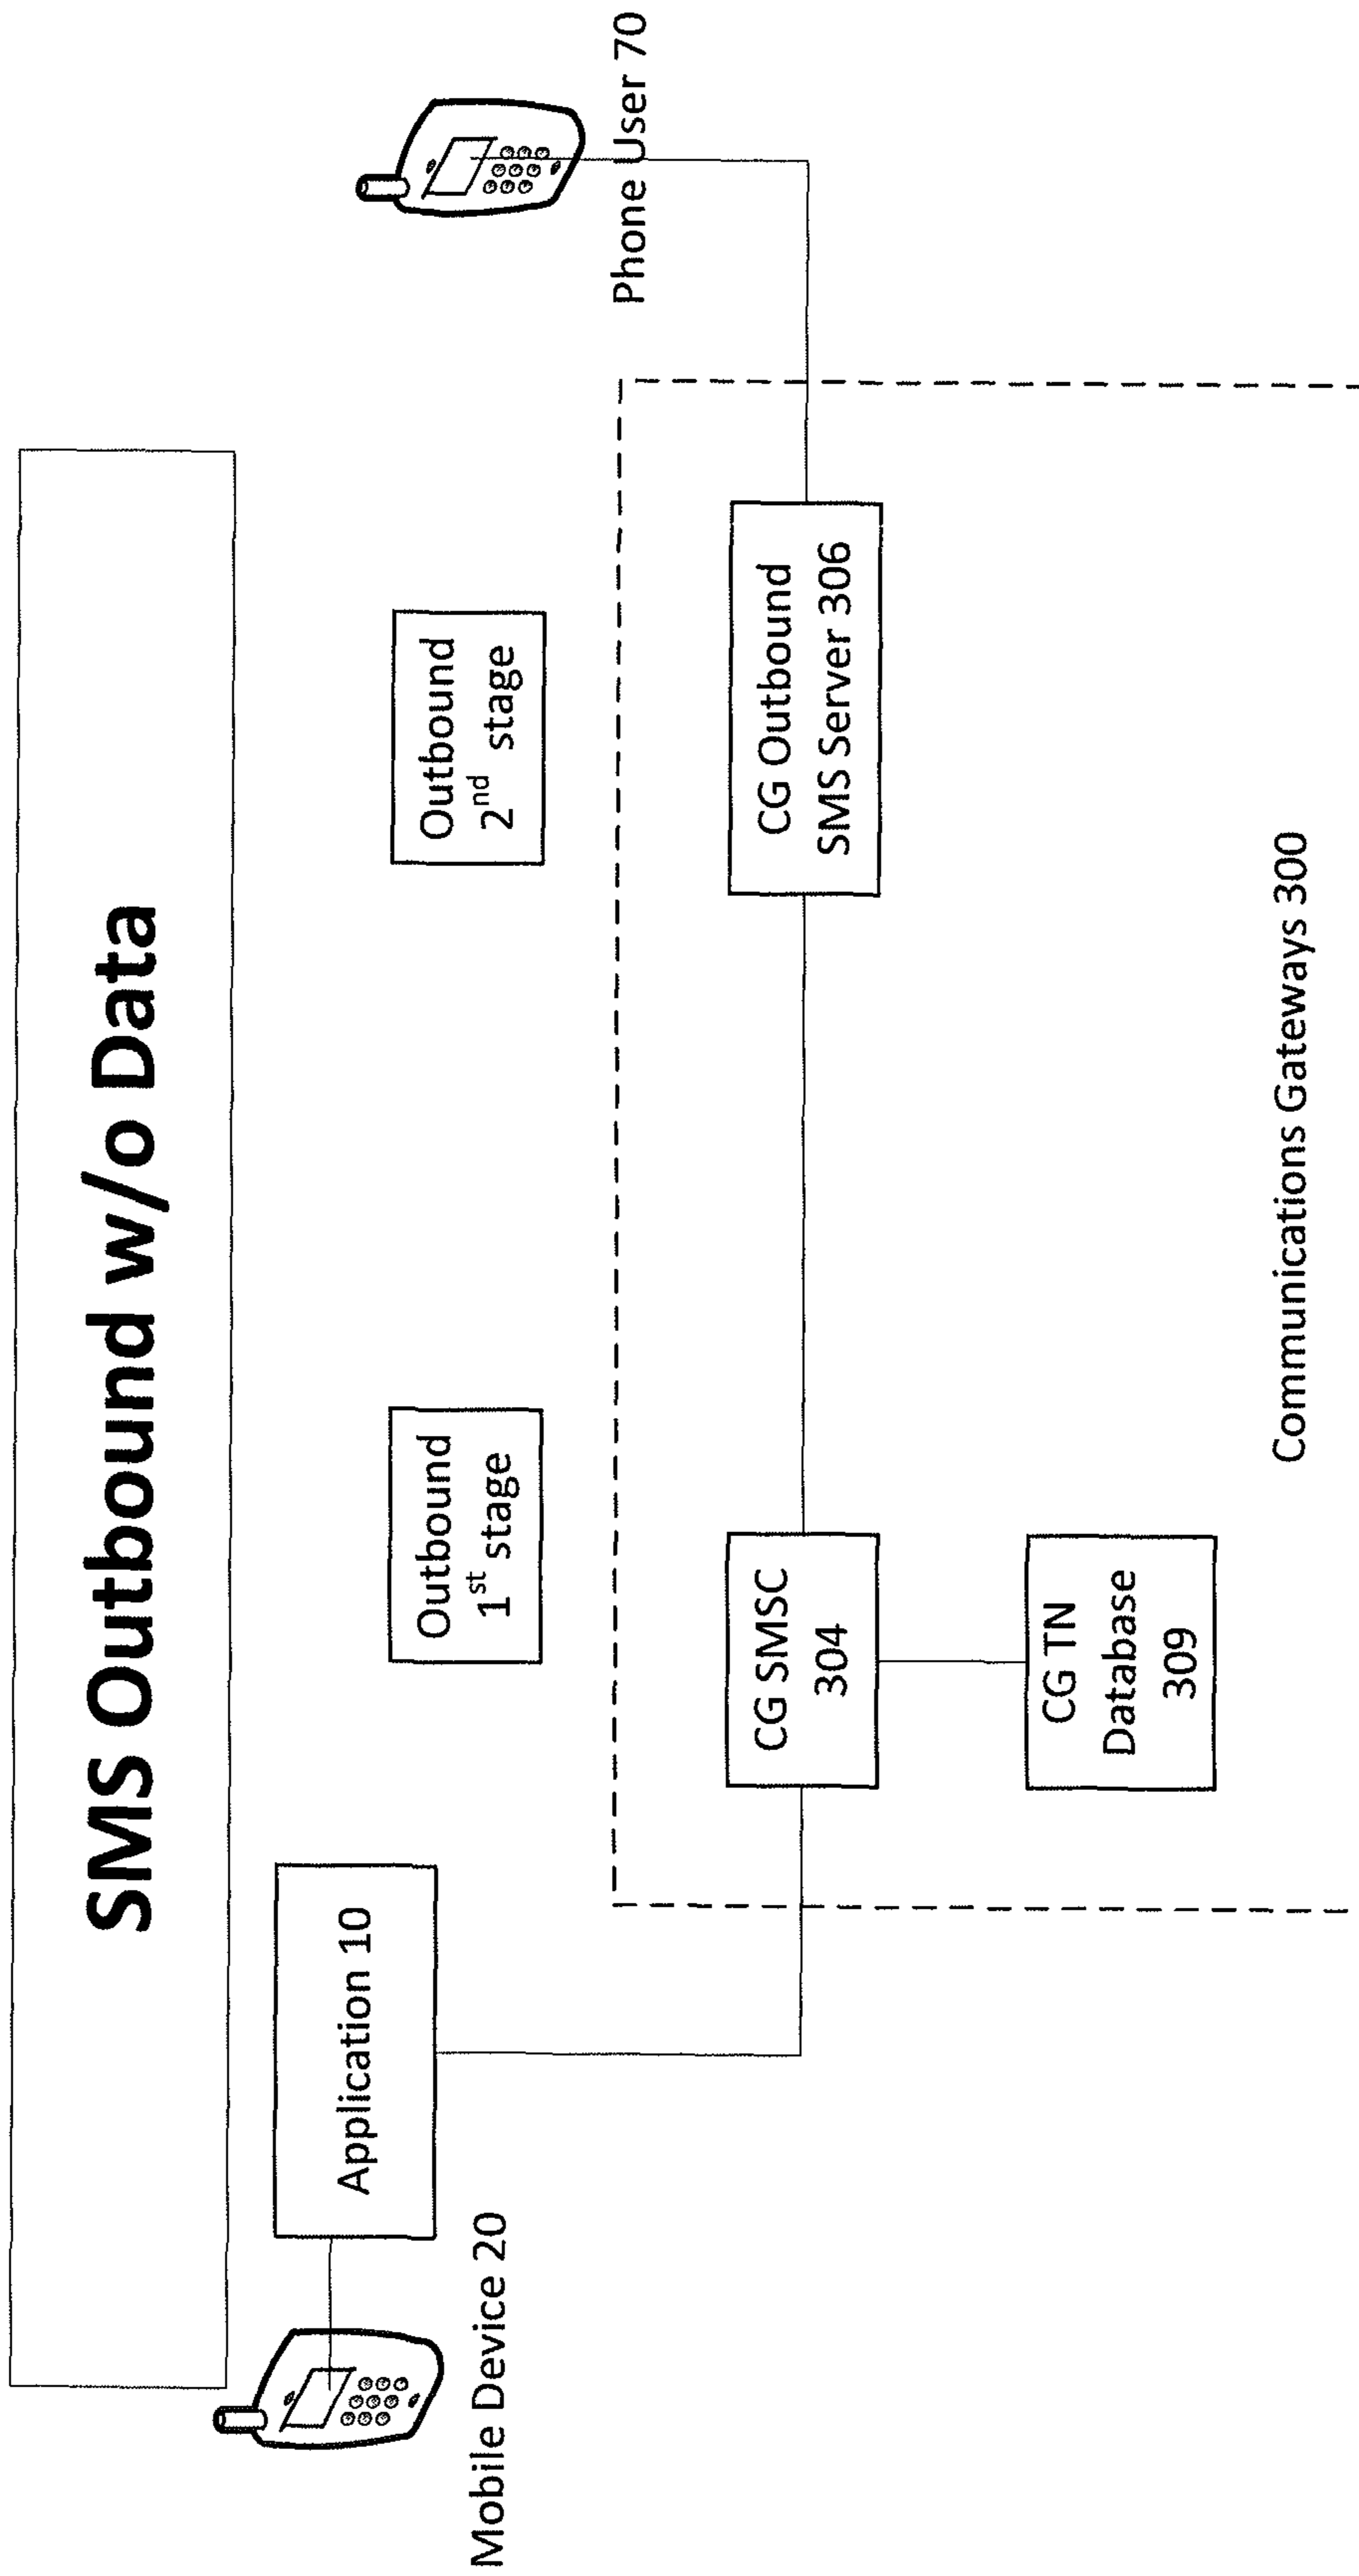 SMS Outbound w/o Data
Mobile Device 20
Application 10
Outbound
1st stage
Outbound
2nd stage
Phone User 70
CG SMSC
304
CG TN
Database
309
CG Outbound
SMS Server 306
Communications Gateways 300